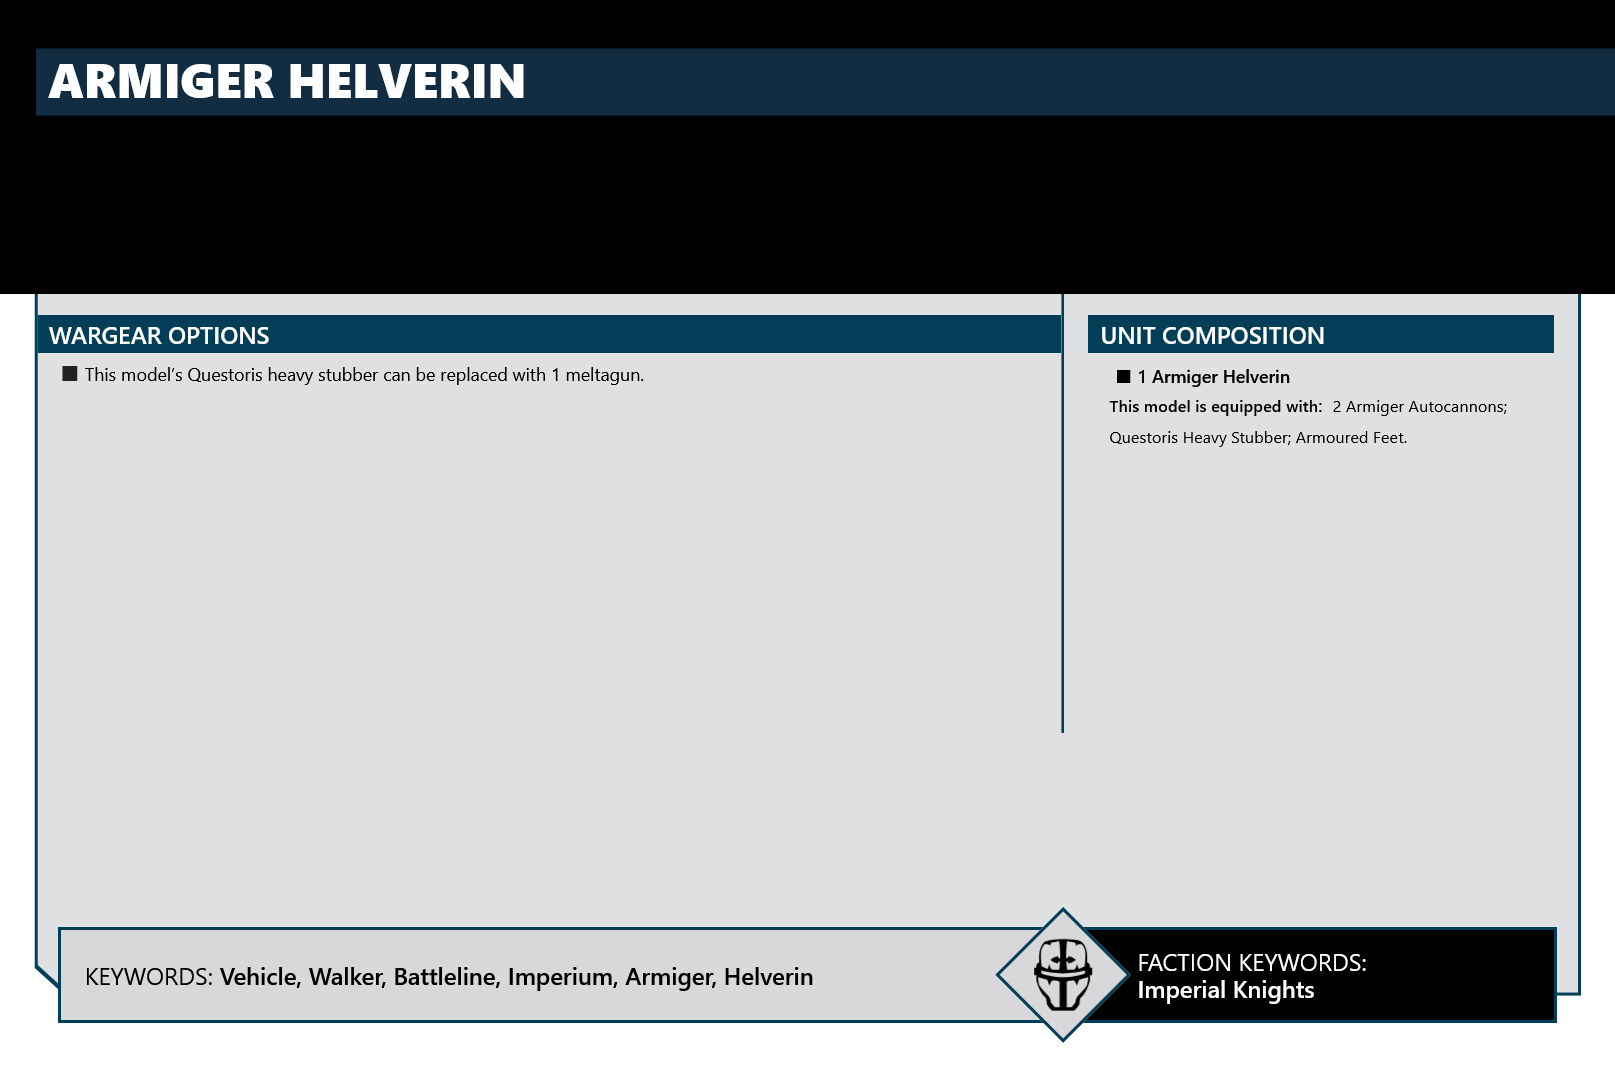 ARMIGER HELVERIN
WARGEAR OPTIONS
■ This model's Questoris heavy stubber can be replaced with 1 meltagun.
UNIT COMPOSITION
■ 1 Armiger Helverin
This model is equipped with: 2 Armiger Autocannons;
Questoris Heavy Stubber; Armoured Feet.
KEYWORDS: Vehicle, Walker, Battleline, Imperium, Armiger, Helverin
FACTION KEYWORDS:
Imperial Knights